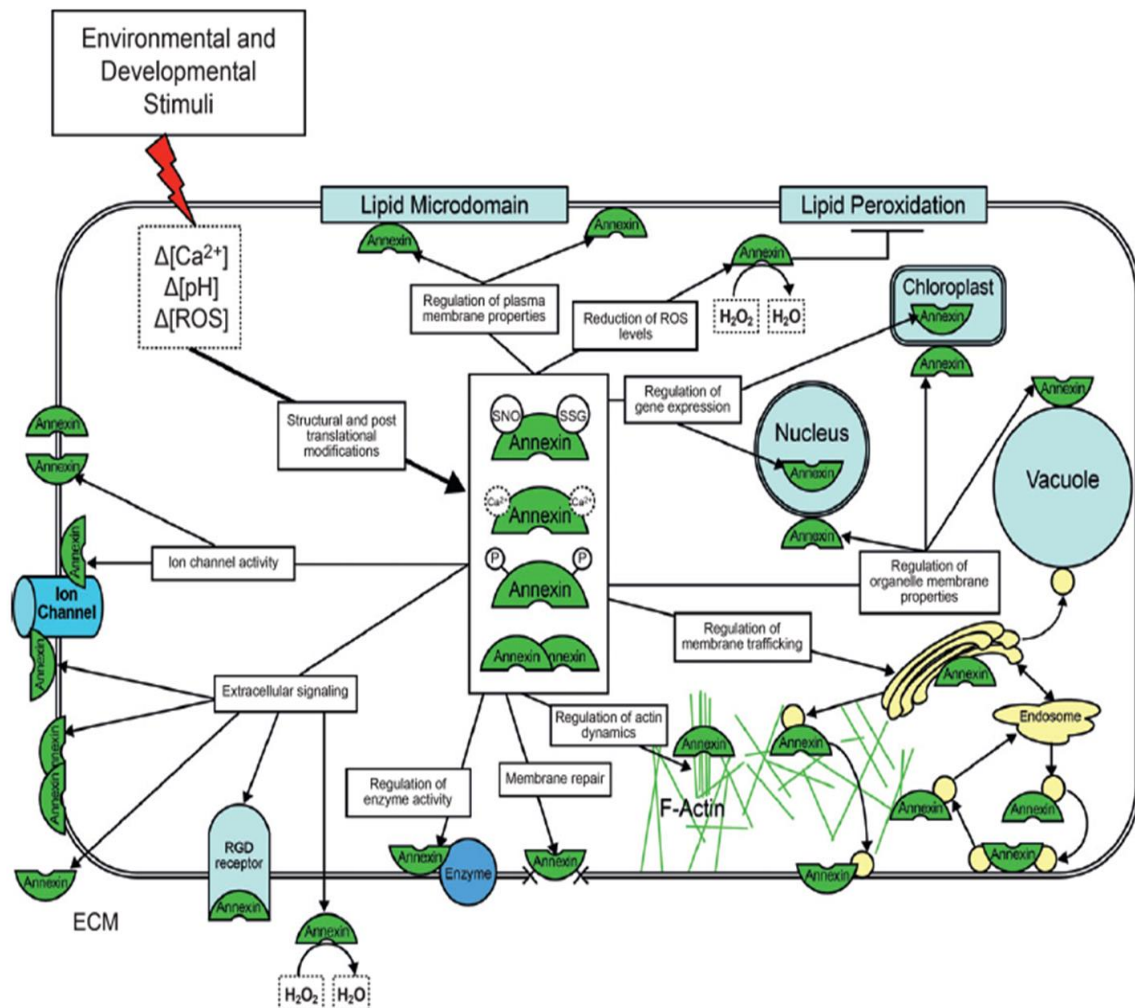 Environmental and
Developmental
Stimuli
Lipid Microdomain
Lipid Peroxidation
Δ[Ca²⁺]
Δ[pH]
Δ[ROS]
Annexin
Annexin
Annexin
Regulation of plasma
membrane properties
Reduction of ROS
levels
H₂O₂
H₂O
Chloroplast
Annexin
Annexin
Annexin
Structural and post
translational
modifications
SNO
SSG
Annexin
Regulation of
gene expression
Nucleus
Annexin
Annexin
Vacuole
Annexin
Annexin
Ca²⁺
Ca²⁺
Annexin
Annexin
Ion channel activity
Ion
Channel
Annexin
P
P
Annexin
Regulation of
organelle membrane
properties
Annexin
Annexin
nnexin
Regulation of
membrane trafficking
Annexin
Extracellular signaling
nnexin
Annexin
Regulation of actin
dynamics
Annexin
Annexin
F-Actin
Endosome
Annexin
Annexin
Annexin
Regulation of
enzyme activity
Membrane repair
RGD
receptor
Annexin
Annexin
Enzyme
Annexin
Annexin
Annexin
ECM
Annexin
H₂O₂
H₂O